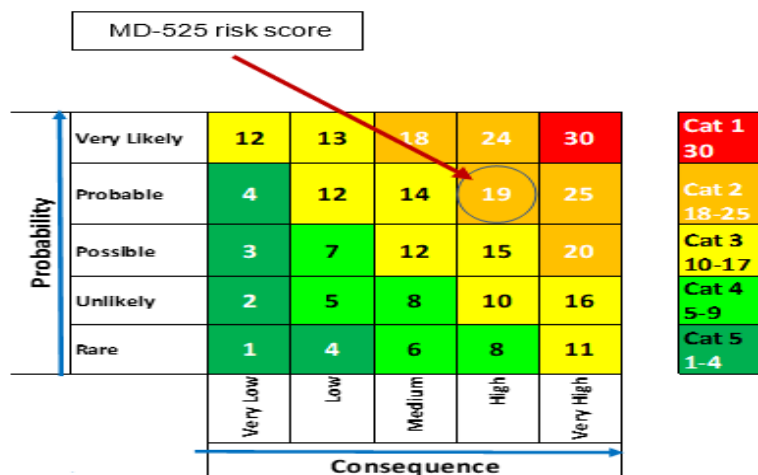 MD-525 risk score
Probability
Very Likely 12 13 18 24 30
Probable 4 12 14 19 25
Possible 3 7 12 15 20
Unlikely 2 5 8 10 16
Rare 1 4 6 8 11
Very Low Low Medium High Very High
Consequence
Cat 1
30
Cat 2
18-25
Cat 3
10-17
Cat 4
5-9
Cat 5
1-4